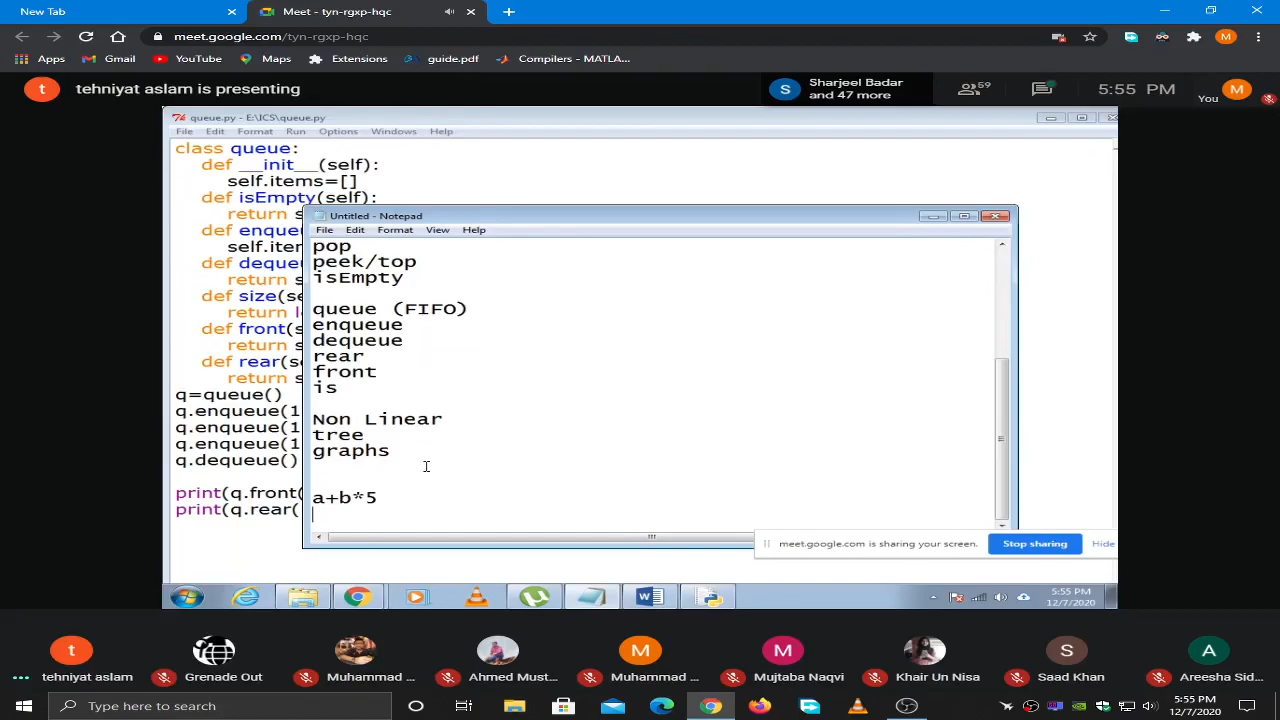 New Tab
Meet - tyn-rgxp-hqc
meet.google.com/tyn-rgxp-hqc
M
Apps
Gmail
YouTube
Maps
Extensions
guide.pdf
Compilers - MATLA...
t
tehniyat aslam is presenting
S
Sharjeel Badar
and 47 more
59
5:55 PM
You
M
queue.py - E:\ICS\queue.py
File Edit Format Run Options Windows Help
class queue:
def __init__(self):
self.items=[]
def isEmpty(self):
return s
def enqueu
self.item
def dequeu
return s
def size(se
return le
def front(s
return s
def rear(se
return s
q=queue()
q.enqueue(1
q.enqueue(1
q.enqueue(1
q.dequeue()
print(q.front(
print(q.rear(
Untitled - Notepad
File Edit Format View Help
pop
peek/top
isEmpty
queue (FIFO)
enqueue
dequeue
rear
front
is
Non Linear
tree
graphs
a+b*5
meet.google.com is sharing your screen.
Stop sharing
Hide
5:55 PM
12/7/2020
t
M
M
S
A
tehniyat aslam
Grenade Out
Muhammad ...
Ahmed Must...
Muhammad ...
Mujtaba Naqvi
Khair Un Nisa
Saad Khan
Areesha Sid...
Type here to search
5:55 PM
12/7/2020